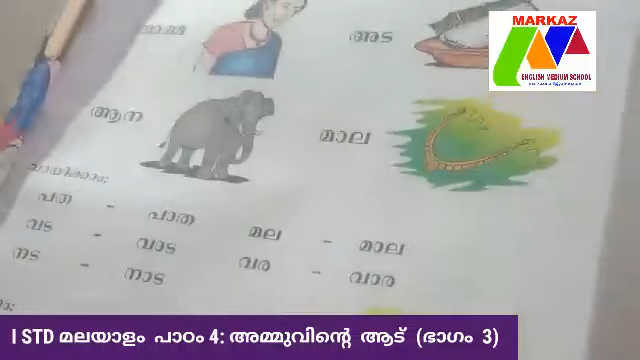 MARKAZ
ENGLISH MEDIUM SCHOOL
അട
ആന
മാല
വായിക്കാം:
പത - പാത മല - മാല
വട - വാട വര - വാര
നട - നാട
I STD മലയാളം പാഠം 4: അമ്മുവിന്റെ ആട് (ഭാഗം 3)